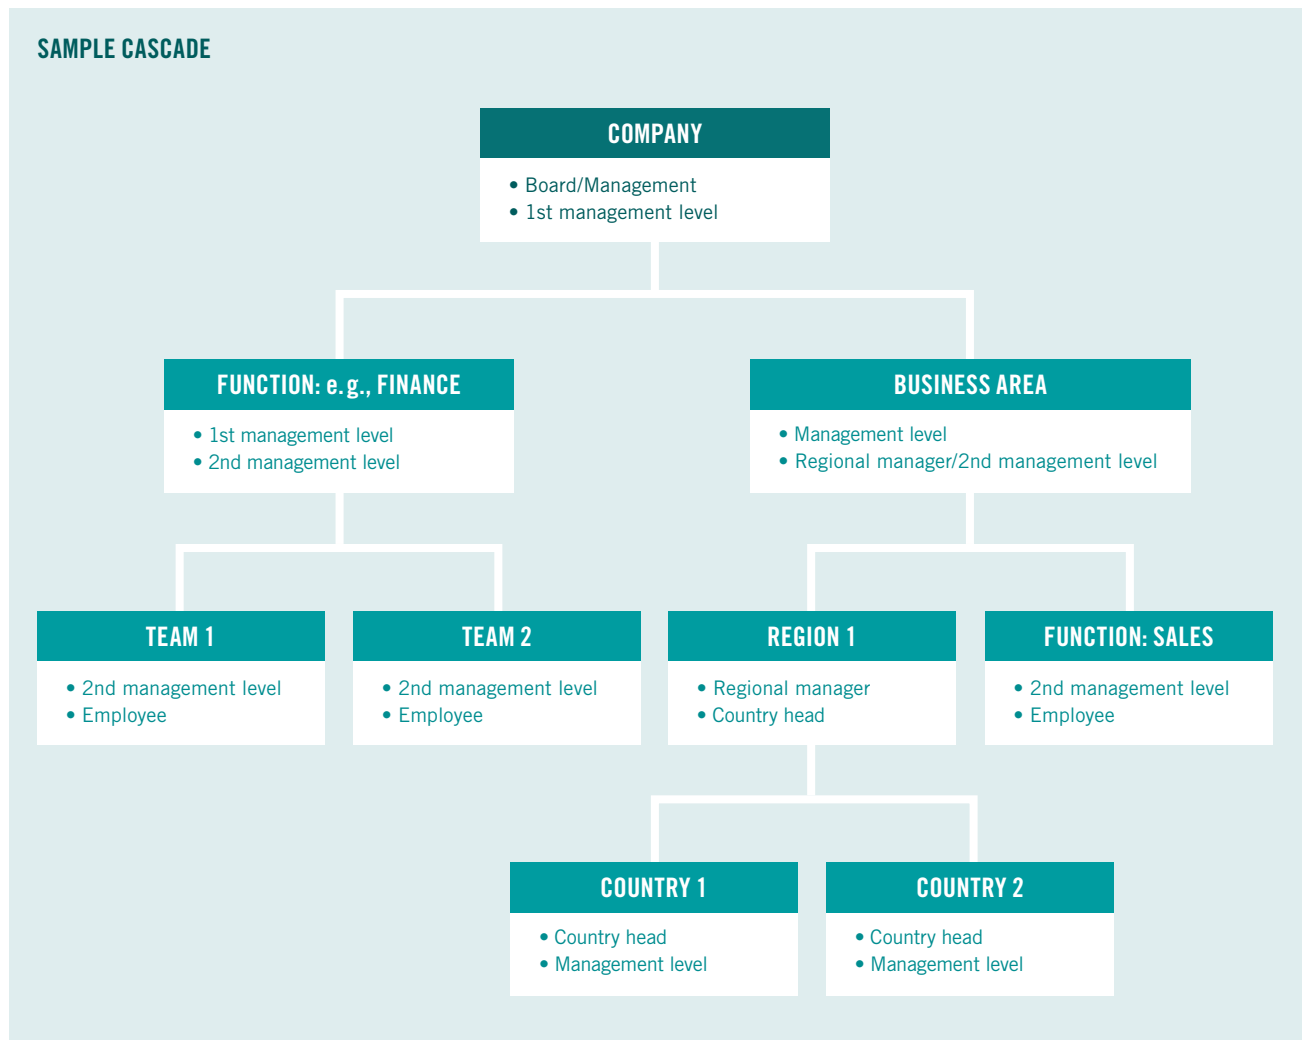 SAMPLE CASCADE
COMPANY
• Board/Management
• 1st management level
FUNCTION: e. g., FINANCE
• 1st management level
• 2nd management level
BUSINESS AREA
• Management level
• Regional manager/2nd management level
TEAM 1
• 2nd management level
• Employee
TEAM 2
• 2nd management level
• Employee
REGION 1
• Regional manager
• Country head
FUNCTION: SALES
• 2nd management level
• Employee
COUNTRY 1
• Country head
• Management level
COUNTRY 2
• Country head
• Management level